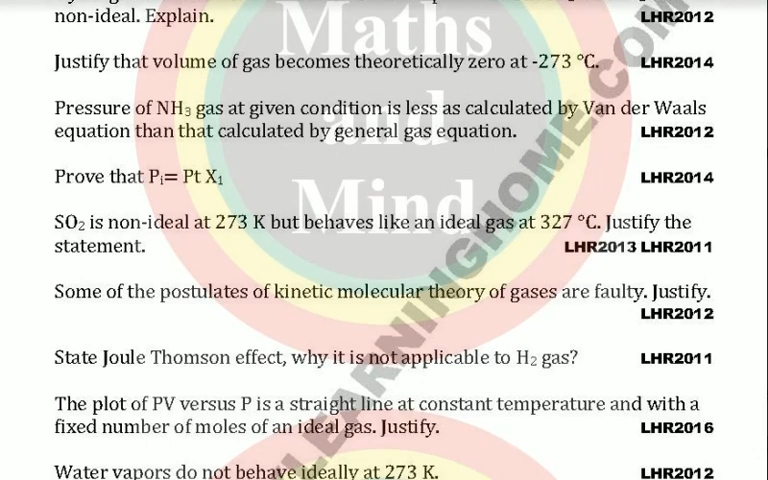 non-ideal. Explain. LHR2012
Justify that volume of gas becomes theoretically zero at -273 °C. LHR2014
Pressure of NH₃ gas at given condition is less as calculated by Van der Waals
equation than that calculated by general gas equation. LHR2012
Prove that Pᵢ= Pt X₁ LHR2014
SO₂ is non-ideal at 273 K but behaves like an ideal gas at 327 °C. Justify the
statement. LHR2013 LHR2011
Some of the postulates of kinetic molecular theory of gases are faulty. Justify.
LHR2012
State Joule Thomson effect, why it is not applicable to H₂ gas? LHR2011
The plot of PV versus P is a straight line at constant temperature and with a
fixed number of moles of an ideal gas. Justify. LHR2016
Water vapors do not behave ideally at 273 K. LHR2012
Maths
and
Mind
LEARNINGHOME.COM